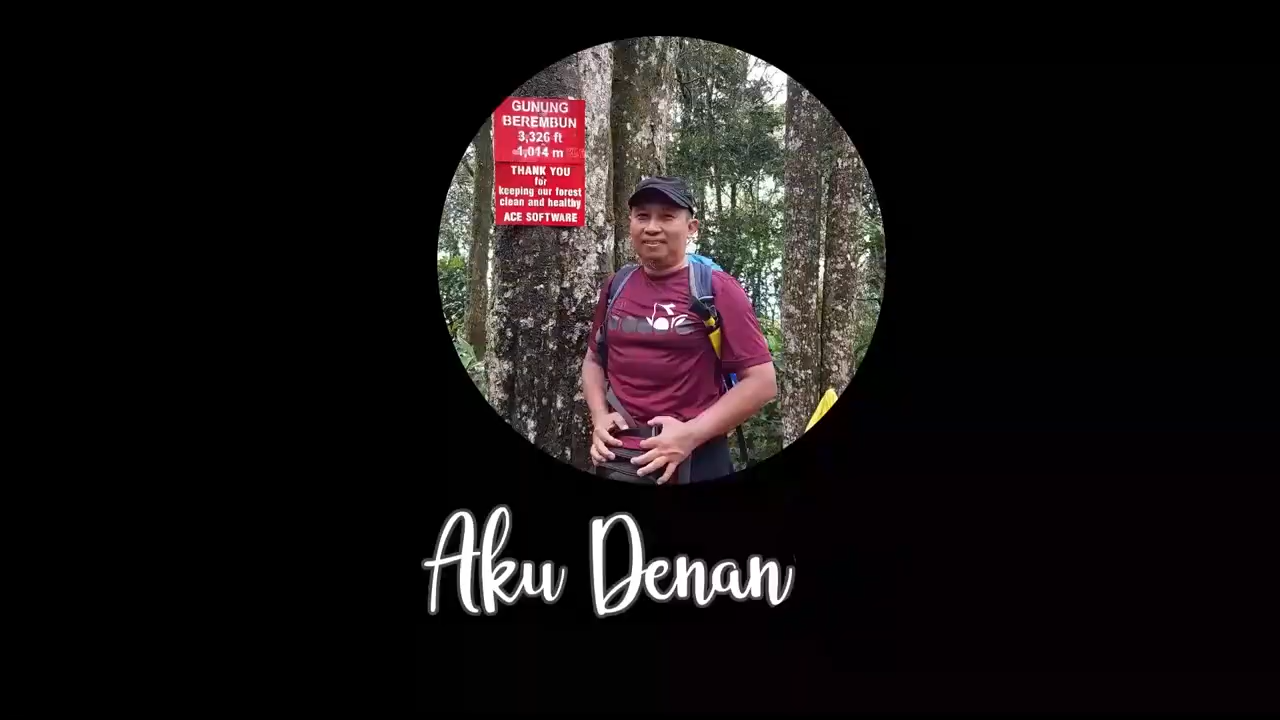 GUNUNG
BEREMBUN
3,326 ft
1,014 m
THANK YOU
for
keeping our forest
clean and healthy
ACE SOFTWARE
Aku Denan